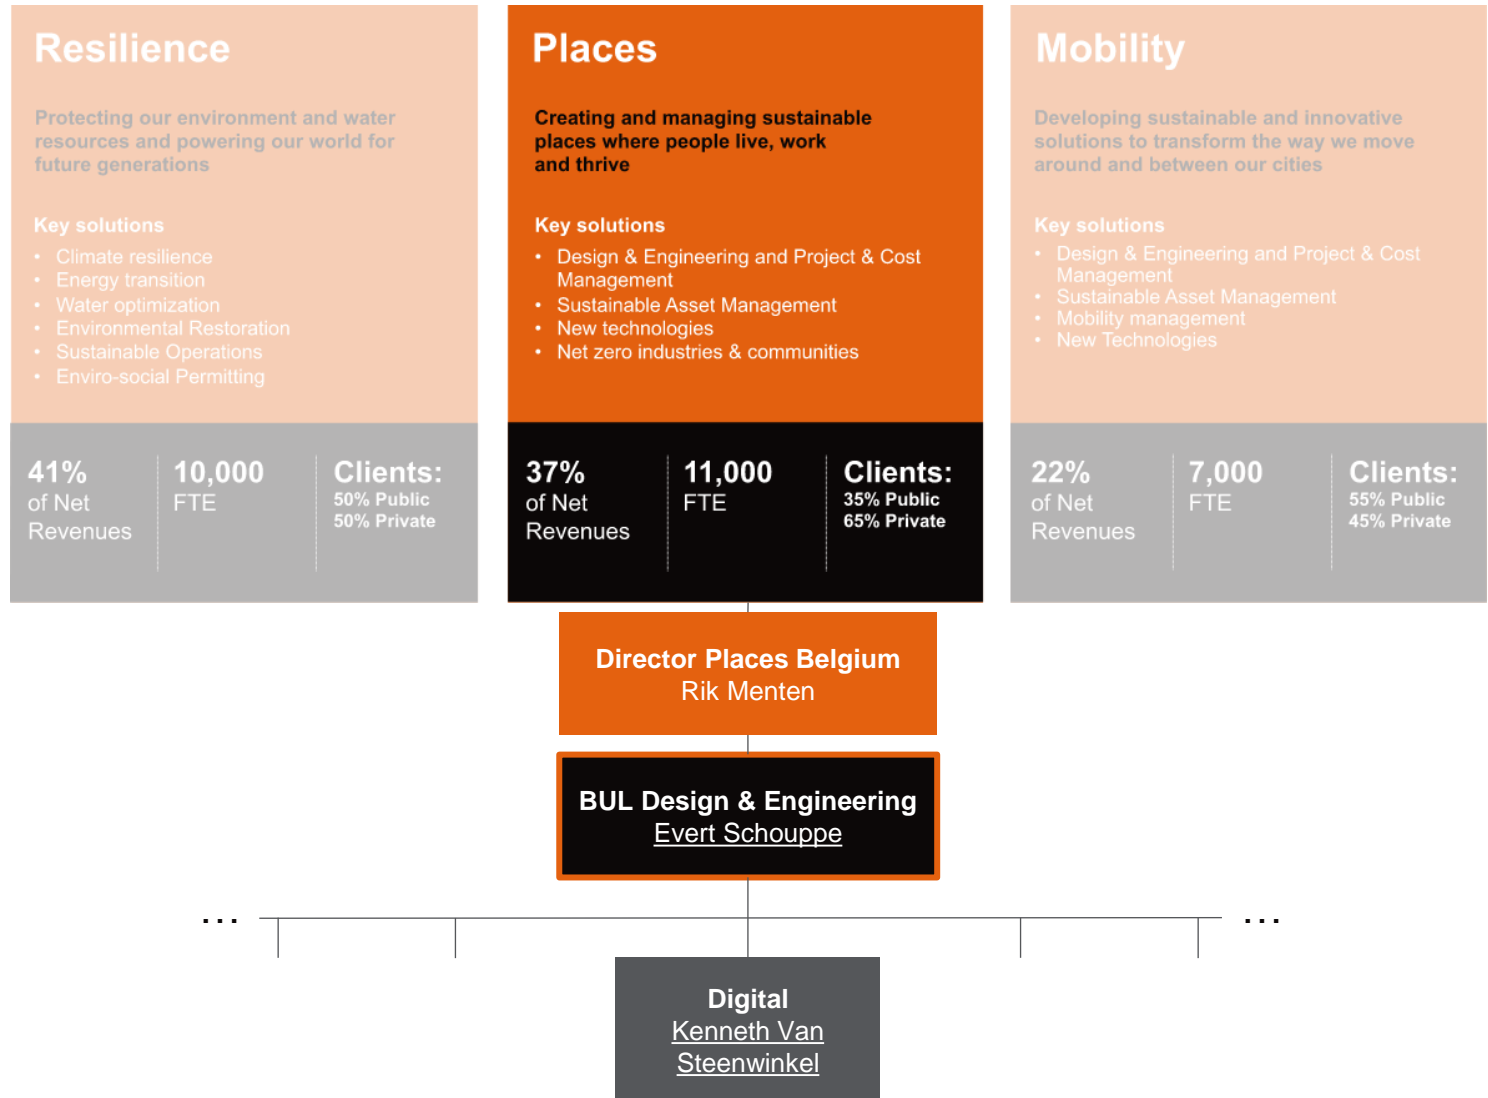 Resilience
Protecting our environment and water
resources and powering our world for
future generations
Key solutions
• Climate resilience
• Energy transition
• Water optimization
• Environmental Restoration
• Sustainable Operations
• Enviro-social Permitting
41%
of Net
Revenues
10,000
FTE
Clients:
50% Public
50% Private
Places
Creating and managing sustainable
places where people live, work
and thrive
Key solutions
• Design & Engineering and Project & Cost
Management
• Sustainable Asset Management
• New technologies
• Net zero industries & communities
37%
of Net
Revenues
11,000
FTE
Clients:
35% Public
65% Private
Mobility
Developing sustainable and innovative
solutions to transform the way we move
around and between our cities
Key solutions
• Design & Engineering and Project & Cost
Management
• Sustainable Asset Management
• Mobility management
• New Technologies
22%
of Net
Revenues
7,000
FTE
Clients:
55% Public
45% Private
Director Places Belgium
Rik Menten
BUL Design & Engineering
Evert Schouppe
... ...
Digital
Kenneth Van
Steenwinkel